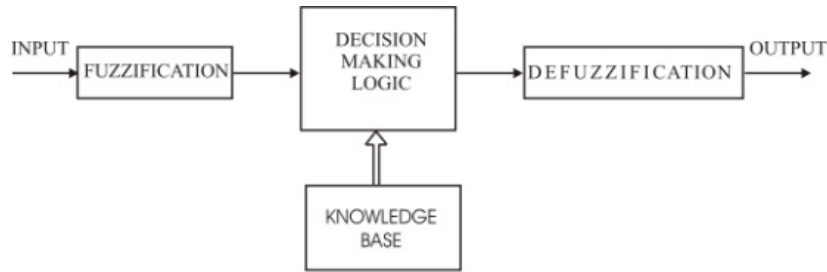 INPUT
FUZZIFICATION
DECISION
MAKING
LOGIC
DEFUZZIFICATION
OUTPUT
KNOWLEDGE
BASE